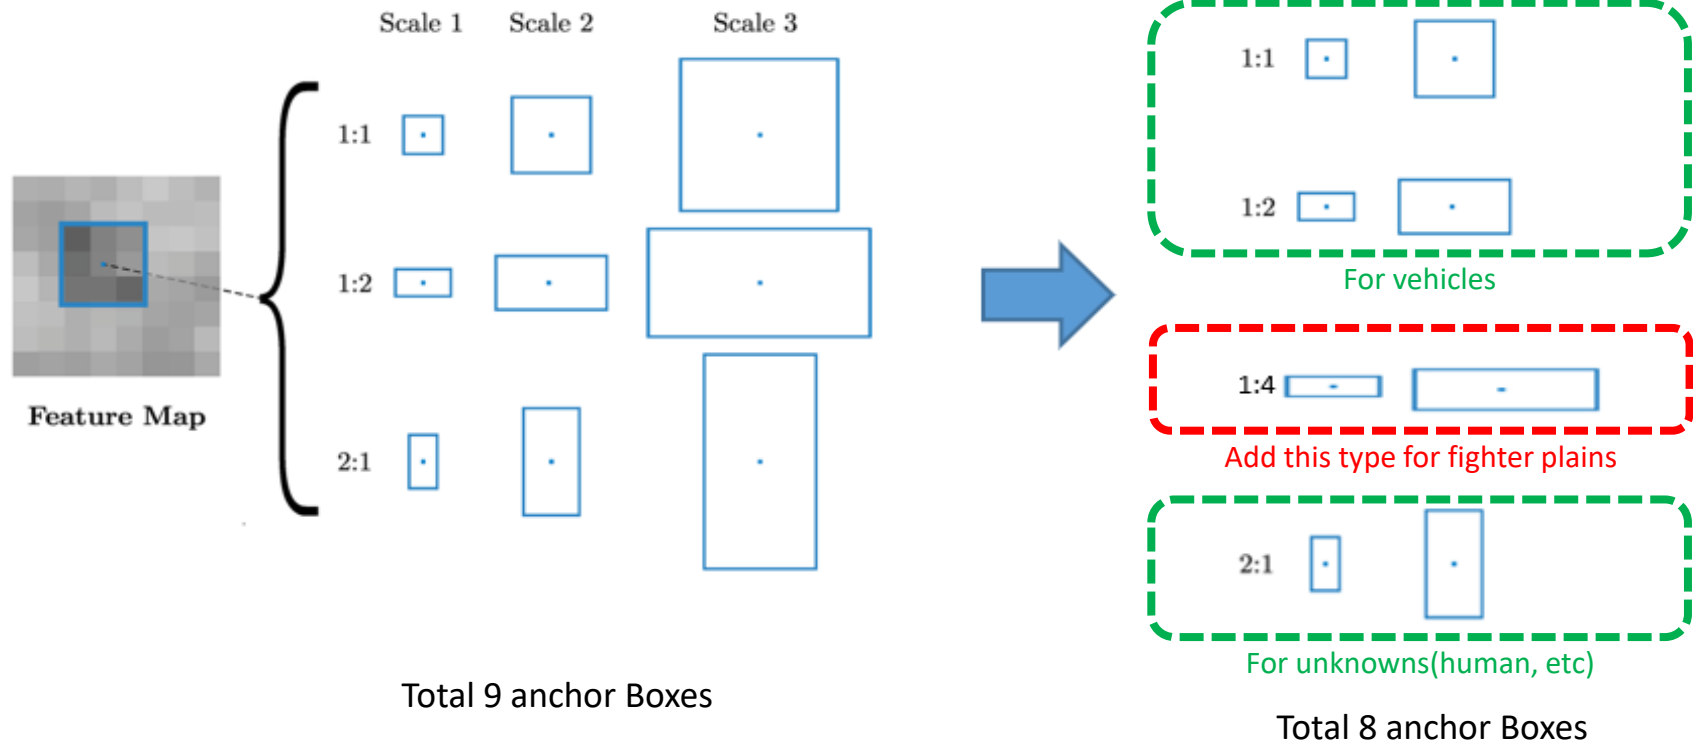 Scale 1 Scale 2 Scale 3
1:1
1:2
2:1
Feature Map
Total 9 anchor Boxes
1:1
1:2
For vehicles
1:4
Add this type for fighter plains
2:1
For unknowns(human, etc)
Total 8 anchor Boxes